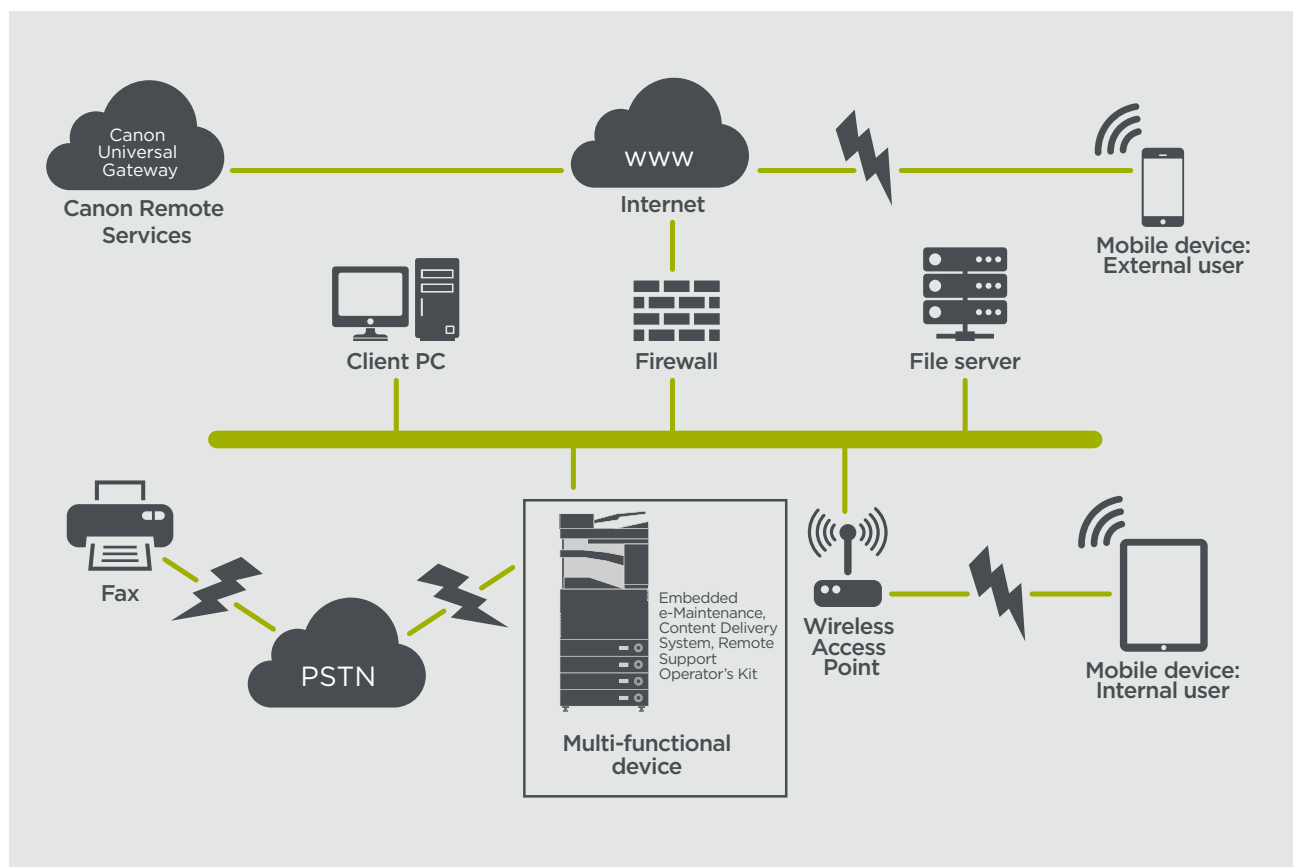 Canon
Universal
Gateway
Canon Remote
Services
WWW
Internet
Mobile device:
External user
Client PC
Firewall
File server
Fax
PSTN
Embedded
e-Maintenance,
Content Delivery
System, Remote
Support
Operator's Kit
Multi-functional
device
Wireless
Access
Point
Mobile device:
Internal user